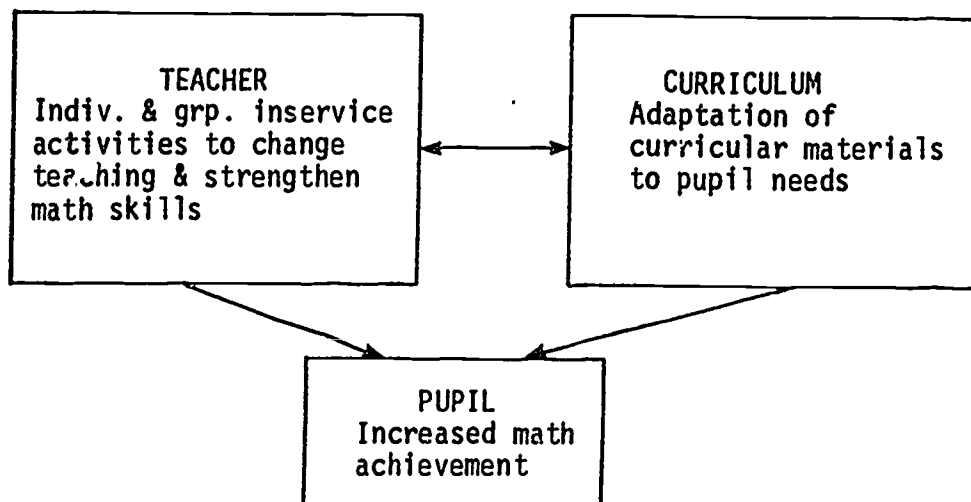 TEACHER
Indiv. & grp. inservice
activities to change
teaching & strengthen
math skills
CURRICULUM
Adaptation of
curricular materials
to pupil needs
PUPIL
Increased math
achievement